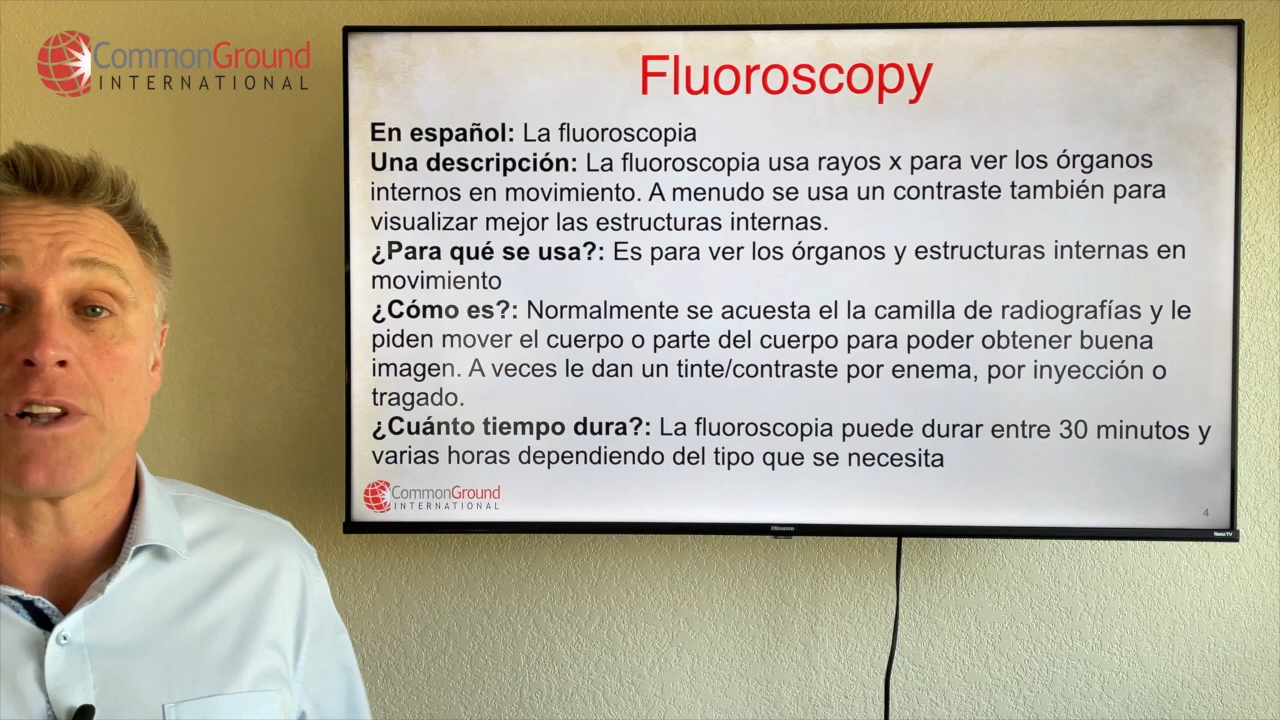 CommonGround
INTERNATIONAL
Fluoroscopy
En español: La fluoroscopia
Una descripción: La fluoroscopia usa rayos x para ver los órganos
internos en movimiento. A menudo se usa un contraste también para
visualizar mejor las estructuras internas.
¿Para qué se usa?: Es para ver los órganos y estructuras internas en
movimiento
¿Cómo es?: Normalmente se acuesta el la camilla de radiografías y le
piden mover el cuerpo o parte del cuerpo para poder obtener buena
imagen. A veces le dan un tinte/contraste por enema, por inyección o
tragado.
¿Cuánto tiempo dura?: La fluoroscopia puede durar entre 30 minutos y
varias horas dependiendo del tipo que se necesita
CommonGround
INTERNATIONAL
4
Hisense
Roku TV